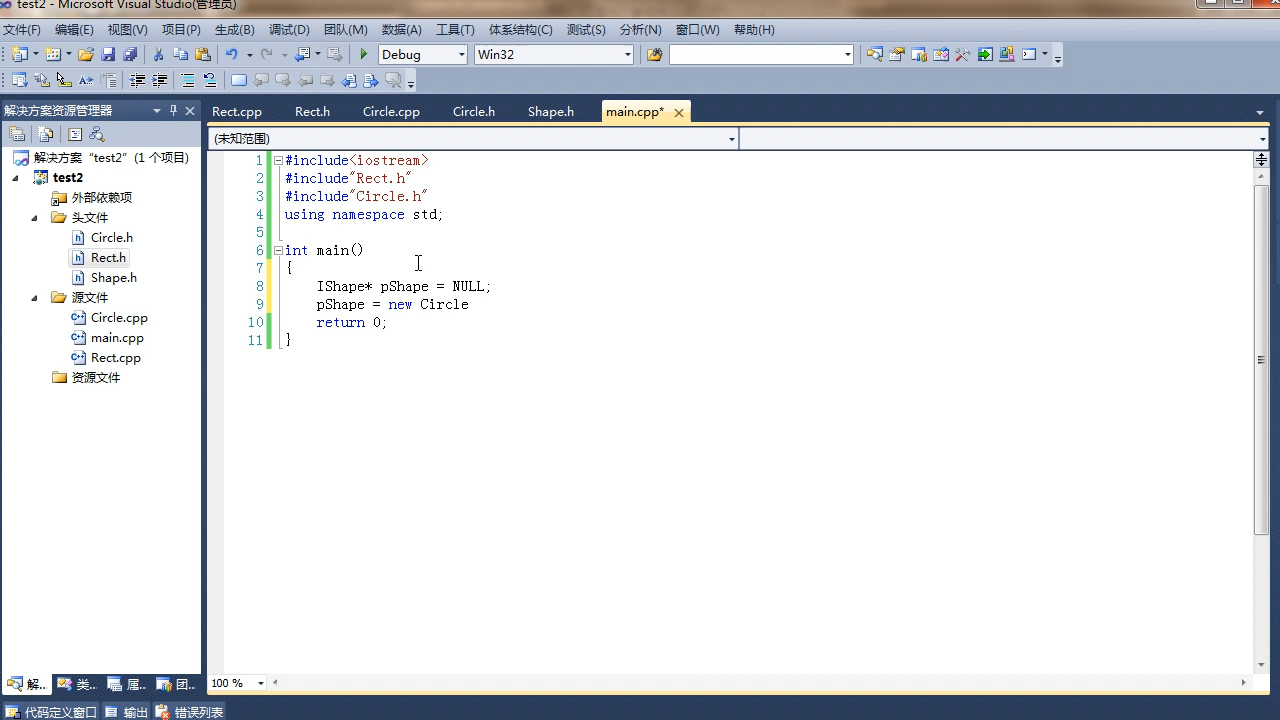 test2 - Microsoft Visual Studio(管理员)
文件(F) 编辑(E) 视图(V) 项目(P) 生成(B) 调试(D) 团队(M) 数据(A) 工具(T) 体系结构(C) 测试(S) 分析(N) 窗口(W) 帮助(H)
Debug Win32
解决方案资源管理器
Rect.cpp Rect.h Circle.cpp Circle.h Shape.h main.cpp*
(未知范围)
解决方案 "test2" (1 个项目)
test2
外部依赖项
头文件
Circle.h
Rect.h
Shape.h
源文件
Circle.cpp
main.cpp
Rect.cpp
资源文件
1 #include<iostream>
2 #include"Rect.h"
3 #include"Circle.h"
4 using namespace std;
5
6 int main()
7 {
8 IShape* pShape = NULL;
9 pShape = new Circle
10 return 0;
11 }
100 %
解... 类... 属... 团...
代码定义窗口 输出 错误列表